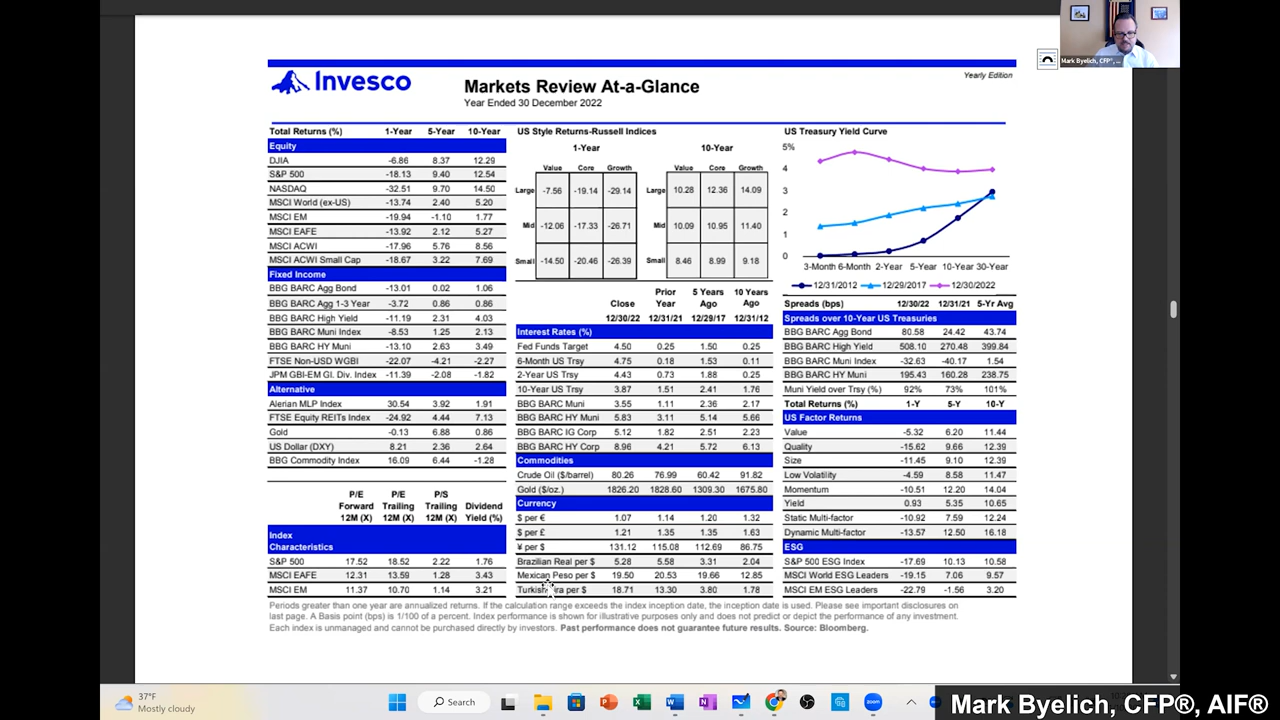 Mark Byelich, CFP®, ...
Invesco
Markets Review At-a-Glance
Year Ended 30 December 2022
Yearly Edition
Total Returns (%) 1-Year 5-Year 10-Year
Equity
DJIA -6.86 8.37 12.29
S&P 500 -18.13 9.40 12.54
NASDAQ -32.51 9.70 14.50
MSCI World (ex-US) -13.74 2.40 5.20
MSCI EM -19.94 -1.10 1.77
MSCI EAFE -13.92 2.12 5.27
MSCI ACWI -17.96 5.76 8.56
MSCI ACWI Small Cap -18.67 3.22 7.69
Fixed Income
BBG BARC Agg Bond -13.01 0.02 1.06
BBG BARC Agg 1-3 Year -3.72 0.86 0.86
BBG BARC High Yield -11.19 2.31 4.03
BBG BARC Muni Index -8.53 1.25 2.13
BBG BARC HY Muni -13.10 2.63 3.49
FTSE Non-USD WGBI -22.07 -4.21 -2.27
JPM GBI-EM Gl. Div. Index -11.39 -2.08 -1.82
Alternative
Alerian MLP Index 30.54 3.92 1.91
FTSE Equity REITs Index -24.92 4.44 7.13
Gold -0.13 6.88 0.86
US Dollar (DXY) 8.21 2.36 2.64
BBG Commodity Index 16.09 6.44 -1.28
P/E P/E P/S
Forward Trailing Trailing Dividend
12M (X) 12M (X) 12M (X) Yield (%)
Index
Characteristics
S&P 500 17.52 18.52 2.22 1.76
MSCI EAFE 12.31 13.59 1.28 3.43
MSCI EM 11.37 10.70 1.14 3.21
US Style Returns-Russell Indices
1-Year 10-Year
Value Core Growth Value Core Growth
Large -7.56 -19.14 -29.14 Large 10.28 12.36 14.09
Mid -12.06 -17.33 -26.71 Mid 10.09 10.95 11.40
Small -14.50 -20.46 -26.39 Small 8.46 8.99 9.18
Prior 5 Years 10 Years
Close Year Ago Ago
12/30/22 12/31/21 12/29/17 12/31/12
Interest Rates (%)
Fed Funds Target 4.50 0.25 1.50 0.25
6-Month US Trsy 4.75 0.18 1.53 0.11
2-Year US Trsy 4.43 0.73 1.88 0.25
10-Year US Trsy 3.87 1.51 2.41 1.76
BBG BARC Muni 3.55 1.11 2.36 2.17
BBG BARC HY Muni 5.83 3.11 5.14 5.66
BBG BARC IG Corp 5.12 1.82 2.51 2.23
BBG BARC HY Corp 8.96 4.21 5.72 6.13
Commodities
Crude Oil ($/barrel) 80.26 76.99 60.42 91.82
Gold ($/oz.) 1826.20 1828.60 1309.30 1675.80
Currency
$ per € 1.07 1.14 1.20 1.32
$ per £ 1.21 1.35 1.35 1.63
¥ per $ 131.12 115.08 112.69 86.75
Brazilian Real per $ 5.28 5.58 3.31 2.04
Mexican Peso per $ 19.50 20.53 19.66 12.85
Turkish Lira per $ 18.71 13.30 3.80 1.78
US Treasury Yield Curve
5%
4
3
2
1
0
3-Month 6-Month 2-Year 5-Year 10-Year 30-Year
12/31/2012 12/29/2017 12/30/2022
Spreads (bps) 12/30/22 12/31/21 5-Yr Avg
Spreads over 10-Year US Treasuries
BBG BARC Agg Bond 80.58 24.42 43.74
BBG BARC High Yield 508.10 270.48 399.84
BBG BARC Muni Index -32.63 -40.17 1.54
BBG BARC HY Muni 195.43 160.28 238.75
Muni Yield over Trsy (%) 92% 73% 101%
Total Returns (%) 1-Y 5-Y 10-Y
US Factor Returns
Value -5.32 6.20 11.44
Quality -15.62 9.66 12.39
Size -11.45 9.10 12.39
Low Volatility -4.59 8.58 11.47
Momentum -10.51 12.20 14.04
Yield 0.93 5.35 10.65
Static Multi-factor -10.92 7.59 12.24
Dynamic Multi-factor -13.57 12.50 16.18
ESG
S&P 500 ESG Index -17.69 10.13 10.58
MSCI World ESG Leaders -19.15 7.06 9.57
MSCI EM ESG Leaders -22.79 -1.56 3.20
Periods greater than one year are annualized returns. If the calculation range exceeds the index inception date, the inception date is used. Please see important disclosures on
last page. A Basis point (bps) is 1/100 of a percent. Index performance is shown for illustrative purposes only and does not predict or depict the performance of any investment.
Each index is unmanaged and cannot be purchased directly by investors. Past performance does not guarantee future results. Source: Bloomberg.
37°F
Mostly cloudy
Search
zoom
Mark Byelich, CFP®, AIF®